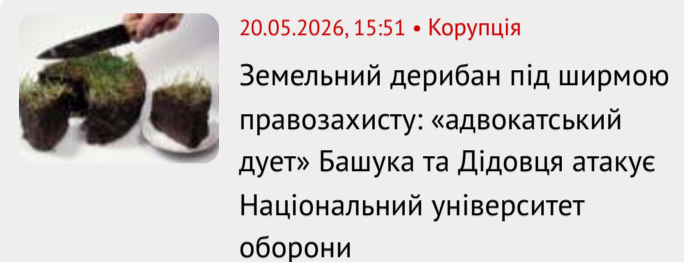 20.05.2026, 15:51 • Корупція
Земельний дерибан під ширмою
правозахисту: «адвокатський
дует» Башука та Дідовця атакує
Національний університет
оборони